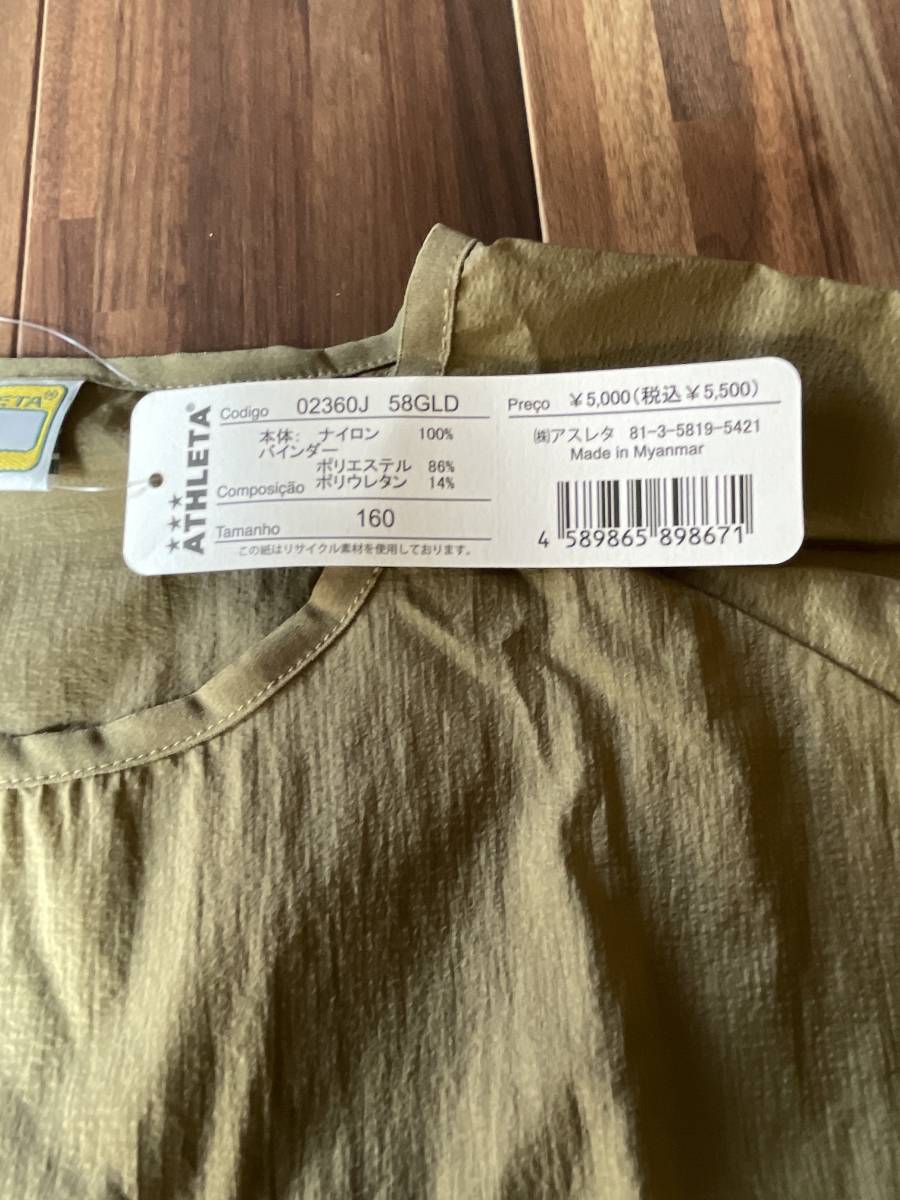 ETA®
ATHLETA®
Codigo 02360J 58GLD
本体: ナイロン 100%
バインダー
ポリエステル 86%
Composição ポリウレタン 14%
Tamanho 160
この紙はリサイクル素材を使用しております。
Preço ¥5,000(税込¥5,500)
㈱アスレタ 81-3-5819-5421
Made in Myanmar
4 589865 898671